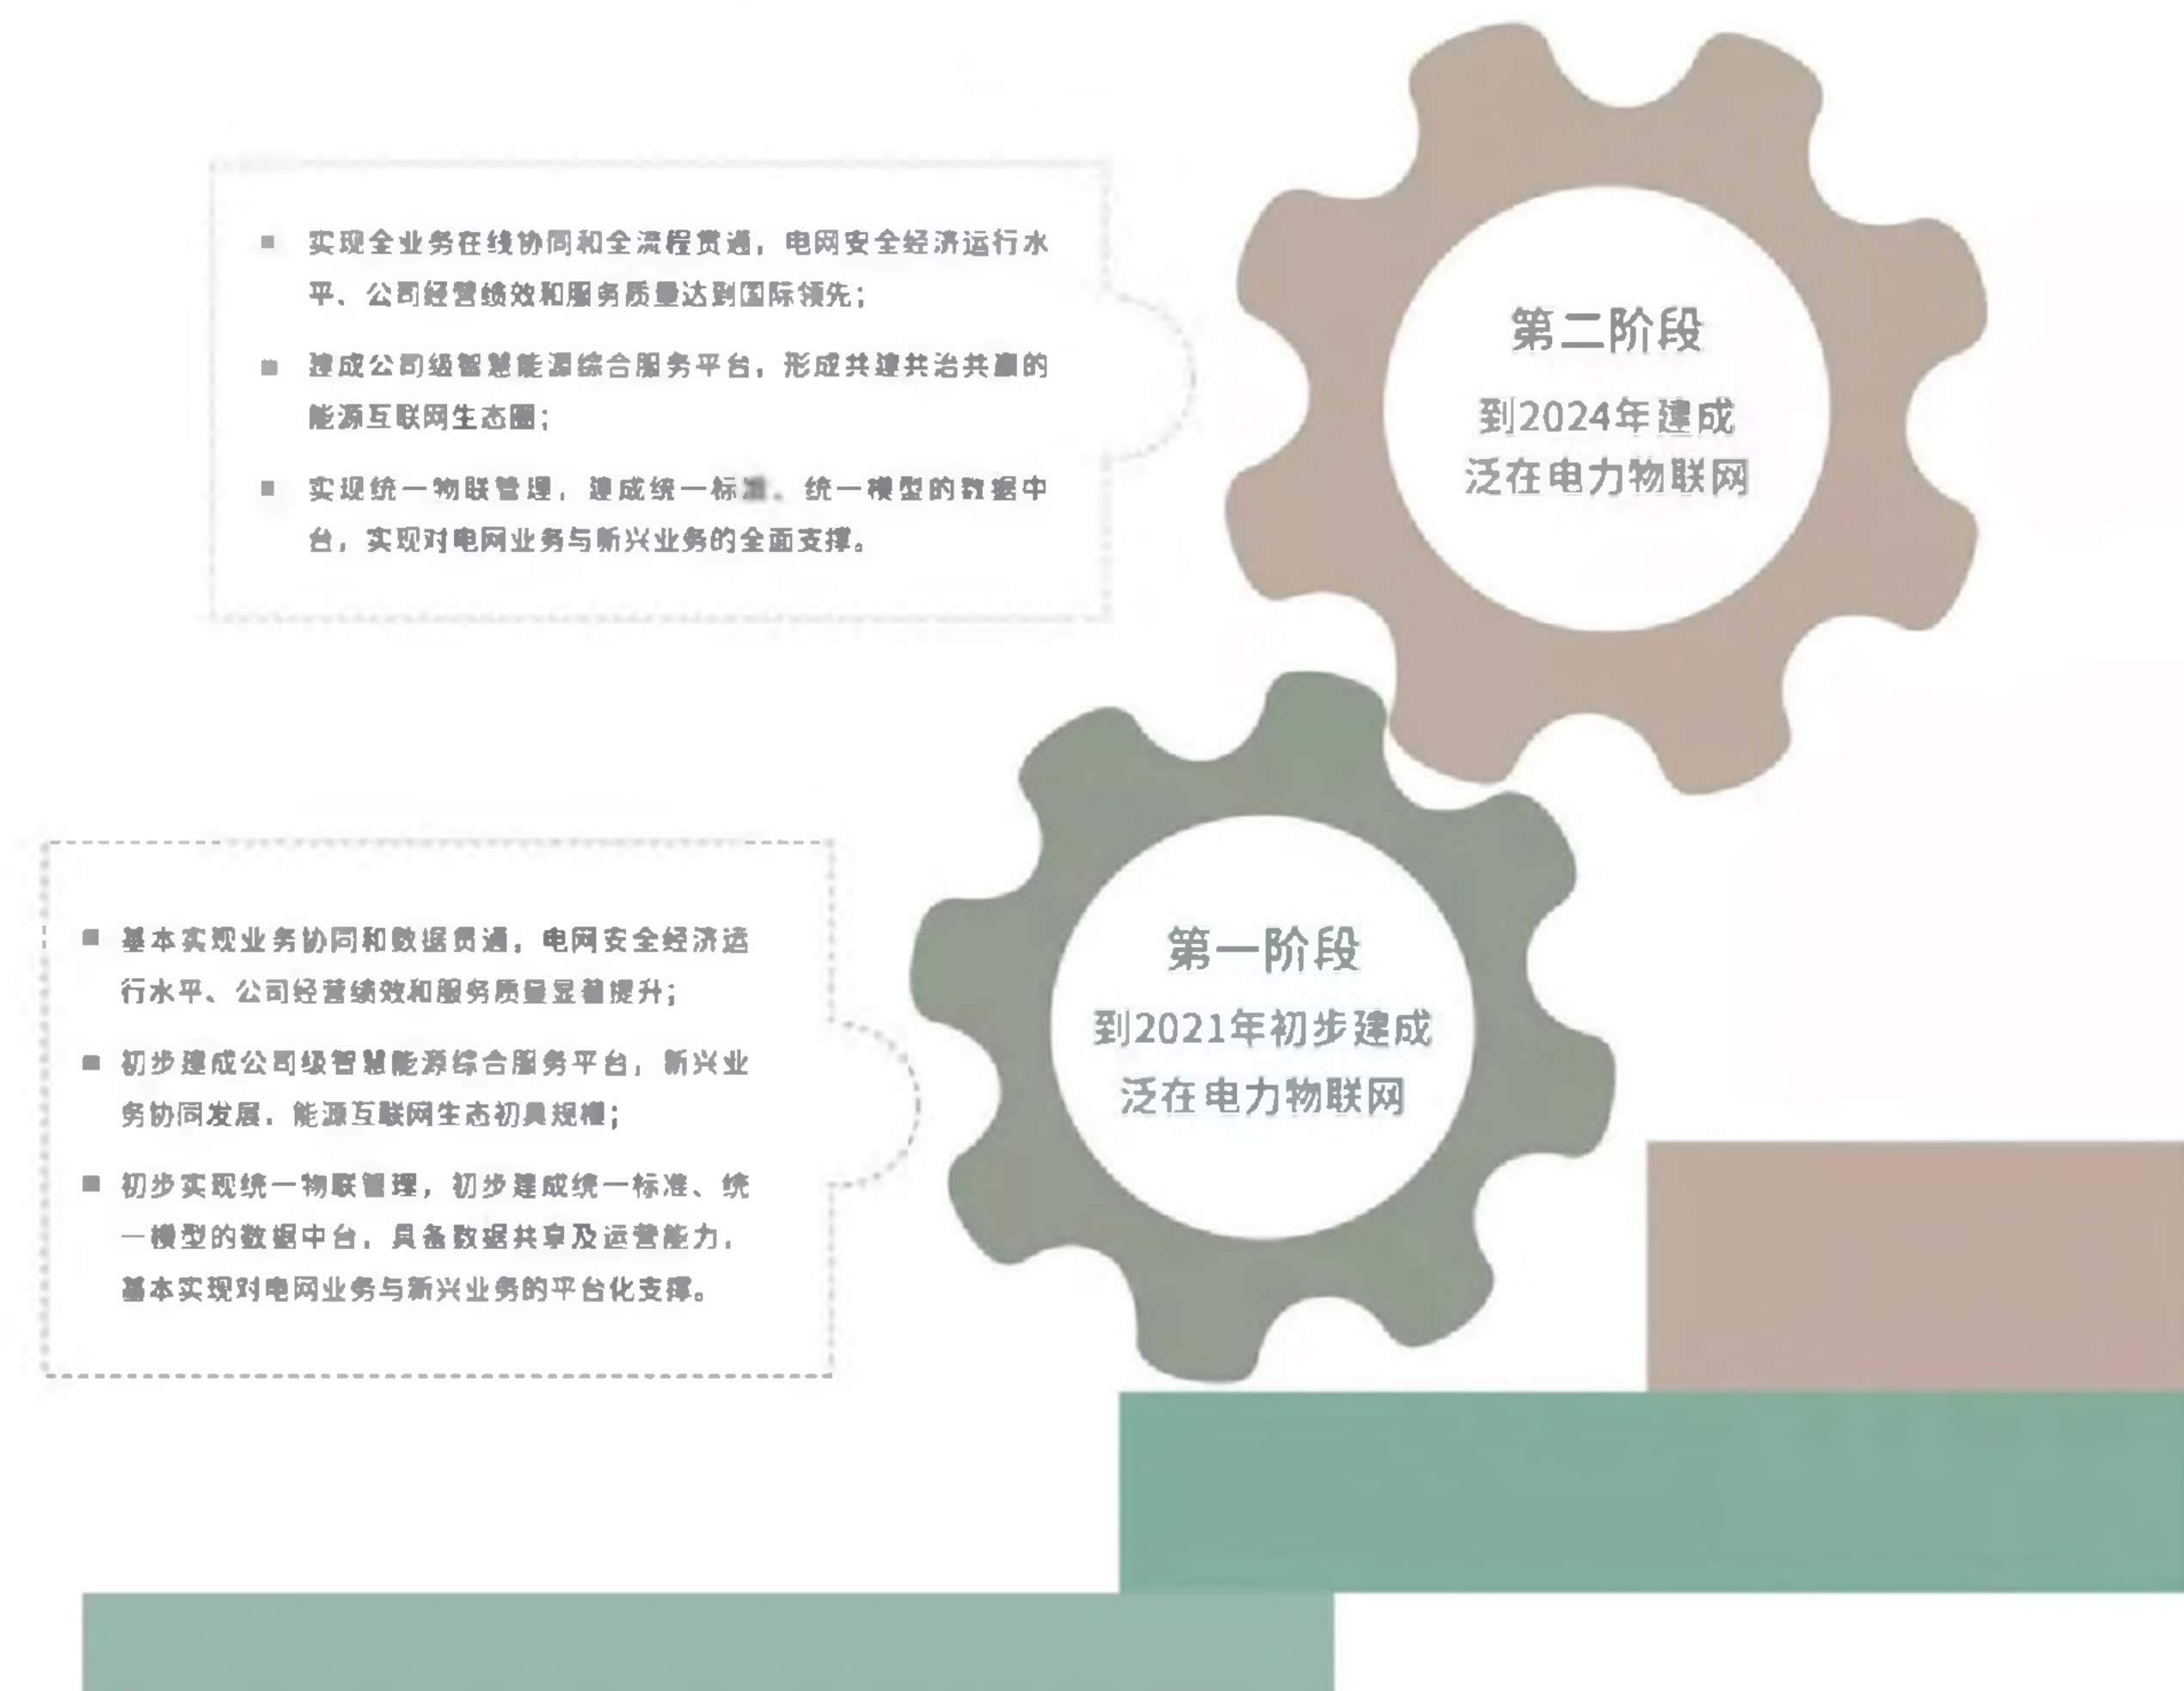 实现全业务在线协同和全流程贯通，电网安全经济运行水
平、公司经营绩效和服务质量达到国际领先；
建成公司级智慧能源综合服务平台，形成共建共治共赢的
能源互联网生态圈；
实现统一物联管理，建成统一标准、统一模型的数据中
台，实现对电网业务与新兴业务的全面支撑。
第二阶段
到2024年建成
泛在电力物联网
基本实现业务协同和数据贯通，电网安全经济运
行水平、公司经营绩效和服务质量显著提升；
初步建成公司级智慧能源综合服务平台，新兴业
务协同发展，能源互联网生态初具规模；
初步实现统一物联管理，初步建成统一标准、统
一模型的数据中台，具备数据共享及运营能力，
基本实现对电网业务与新兴业务的平台化支撑。
第一阶段
到2021年初步建成
泛在电力物联网